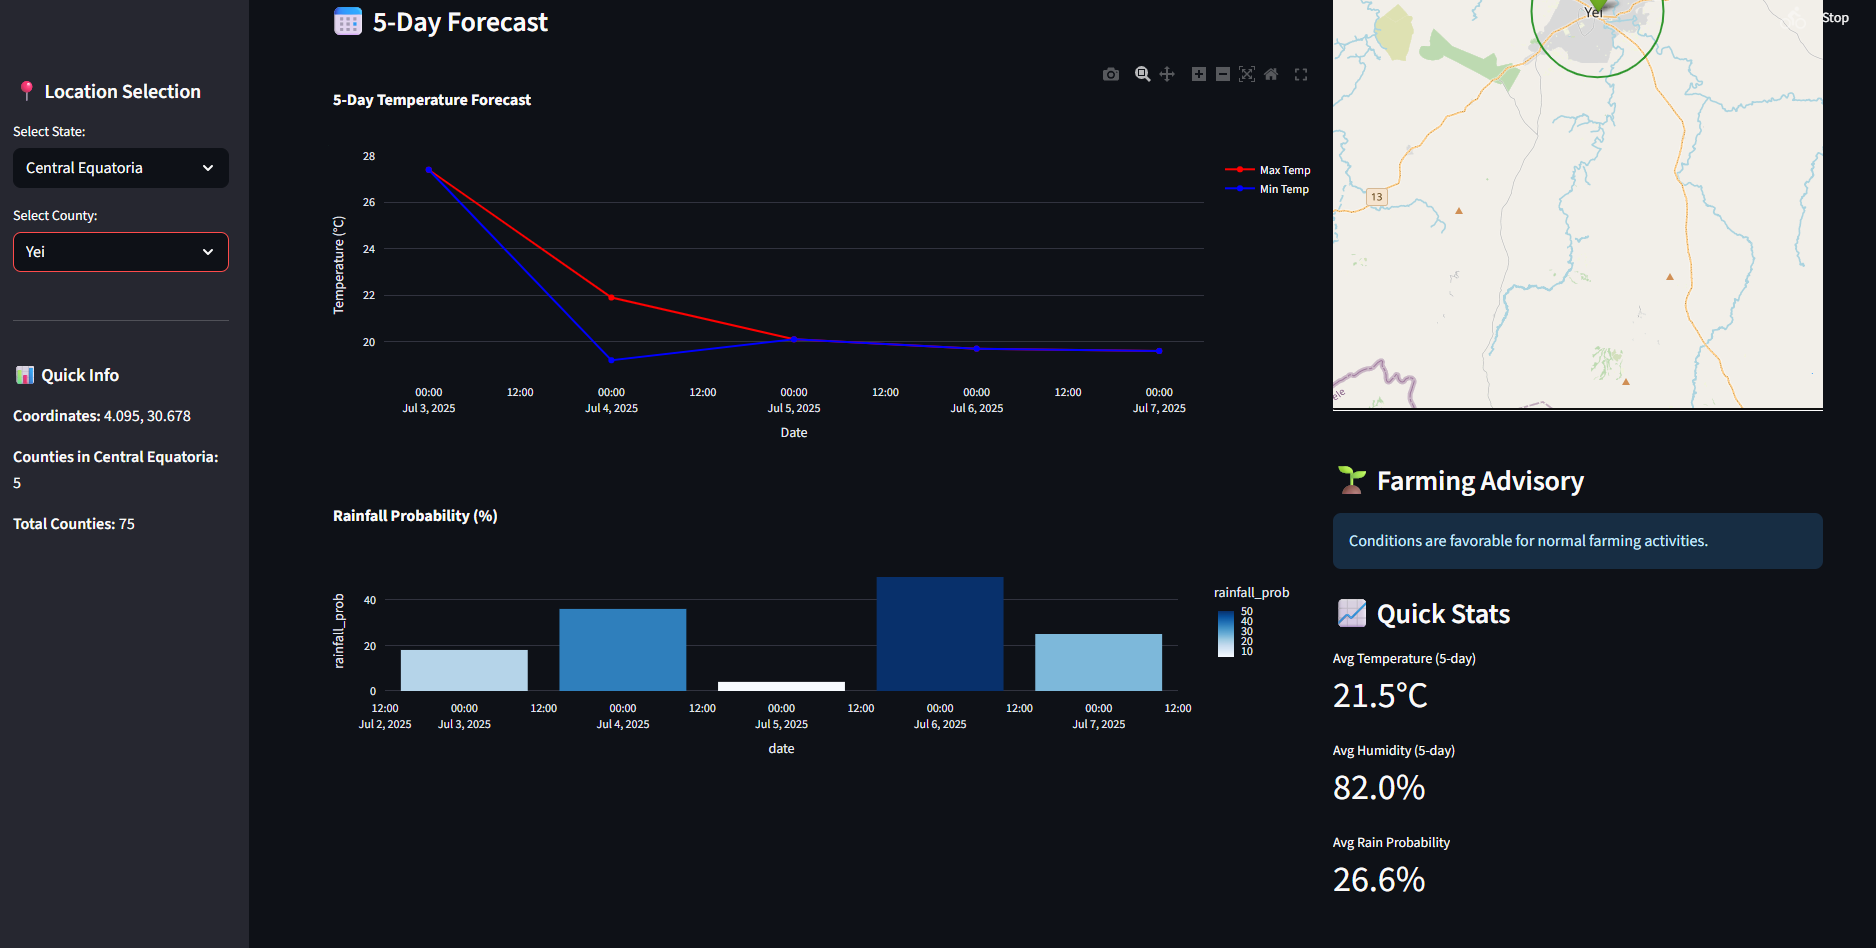 Location Selection
Select State:
Central Equatoria
Select County:
Yei
Quick Info
Coordinates: 4.095, 30.678
Counties in Central Equatoria:
5
Total Counties: 75
5-Day Forecast
5-Day Temperature Forecast
28
26
24
22
20
Temperature (°C)
00:00 12:00 00:00 12:00 00:00 12:00 00:00 12:00 00:00
Jul 3, 2025 Jul 4, 2025 Jul 5, 2025 Jul 6, 2025 Jul 7, 2025
Date
Max Temp
Min Temp
Rainfall Probability (%)
40
20
0
rainfall_prob
12:00 00:00 12:00 00:00 12:00 00:00 12:00 00:00 12:00 00:00 12:00
Jul 2, 2025 Jul 3, 2025 Jul 4, 2025 Jul 5, 2025 Jul 6, 2025 Jul 7, 2025
date
rainfall_prob
50
40
30
20
10
Stop
Yei
13
ele
Farming Advisory
Conditions are favorable for normal farming activities.
Quick Stats
Avg Temperature (5-day)
21.5°C
Avg Humidity (5-day)
82.0%
Avg Rain Probability
26.6%